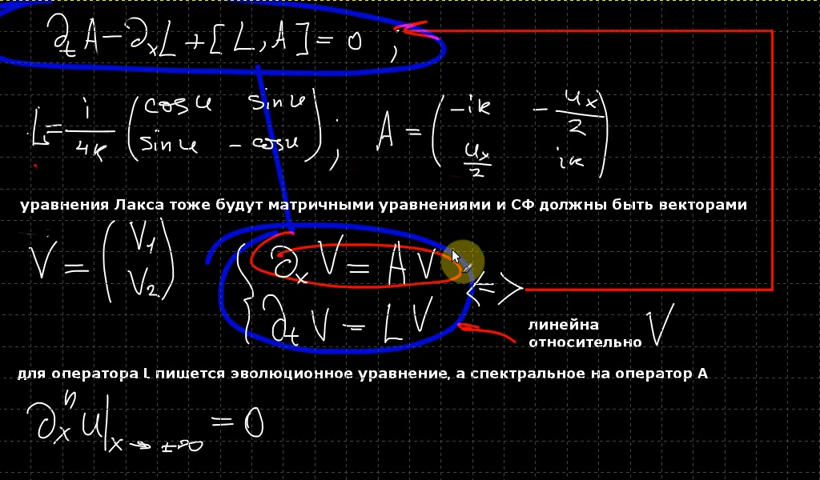 ∂ₜA − ∂ₓL + [L, A] = 0 ;
L = i/4k (cos u sin u ; sin u − cos u) ; A = (−ik − uₓ/2 ; uₓ/2 ik)
уравнения Лакса тоже будут матричными уравнениями и СФ должны быть векторами
V = (V₁ ; V₂) { ∂ₓV = AV ; ∂ₜV = LV <=>
линейна
относительно V
для оператора L пишется эволюционное уравнение, а спектральное на оператор А
∂ₓⁿ u|ₓ→±∞ = 0